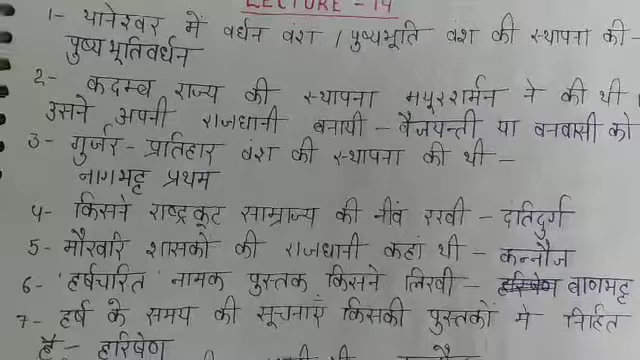 LECTURE - 14
1- थानेश्वर में वर्धन वंश / पुष्यभूति वंश की स्थापना की -
पुष्यभूतिवर्धन
2- कदम्ब राज्य की स्थापना मयूरशर्मन ने की थी।
उसने अपनी राजधानी बनायी - वैजयन्ती या बनवासी को
3- गुर्जर - प्रतिहार वंश की स्थापना की थी -
नागभट्ट प्रथम
4- किसने राष्ट्रकूट साम्राज्य की नींव रखी - दंतिदुर्ग
5- मौखरि शासकों की राजधानी कहां थी - कन्नौज
6- 'हर्षचरित' नामक पुस्तक किसने लिखी - हरिषेण बाणभट्ट
7- हर्ष के समय की सूचनाएँ किसकी पुस्तकों मे निहित
है - हरिषेण